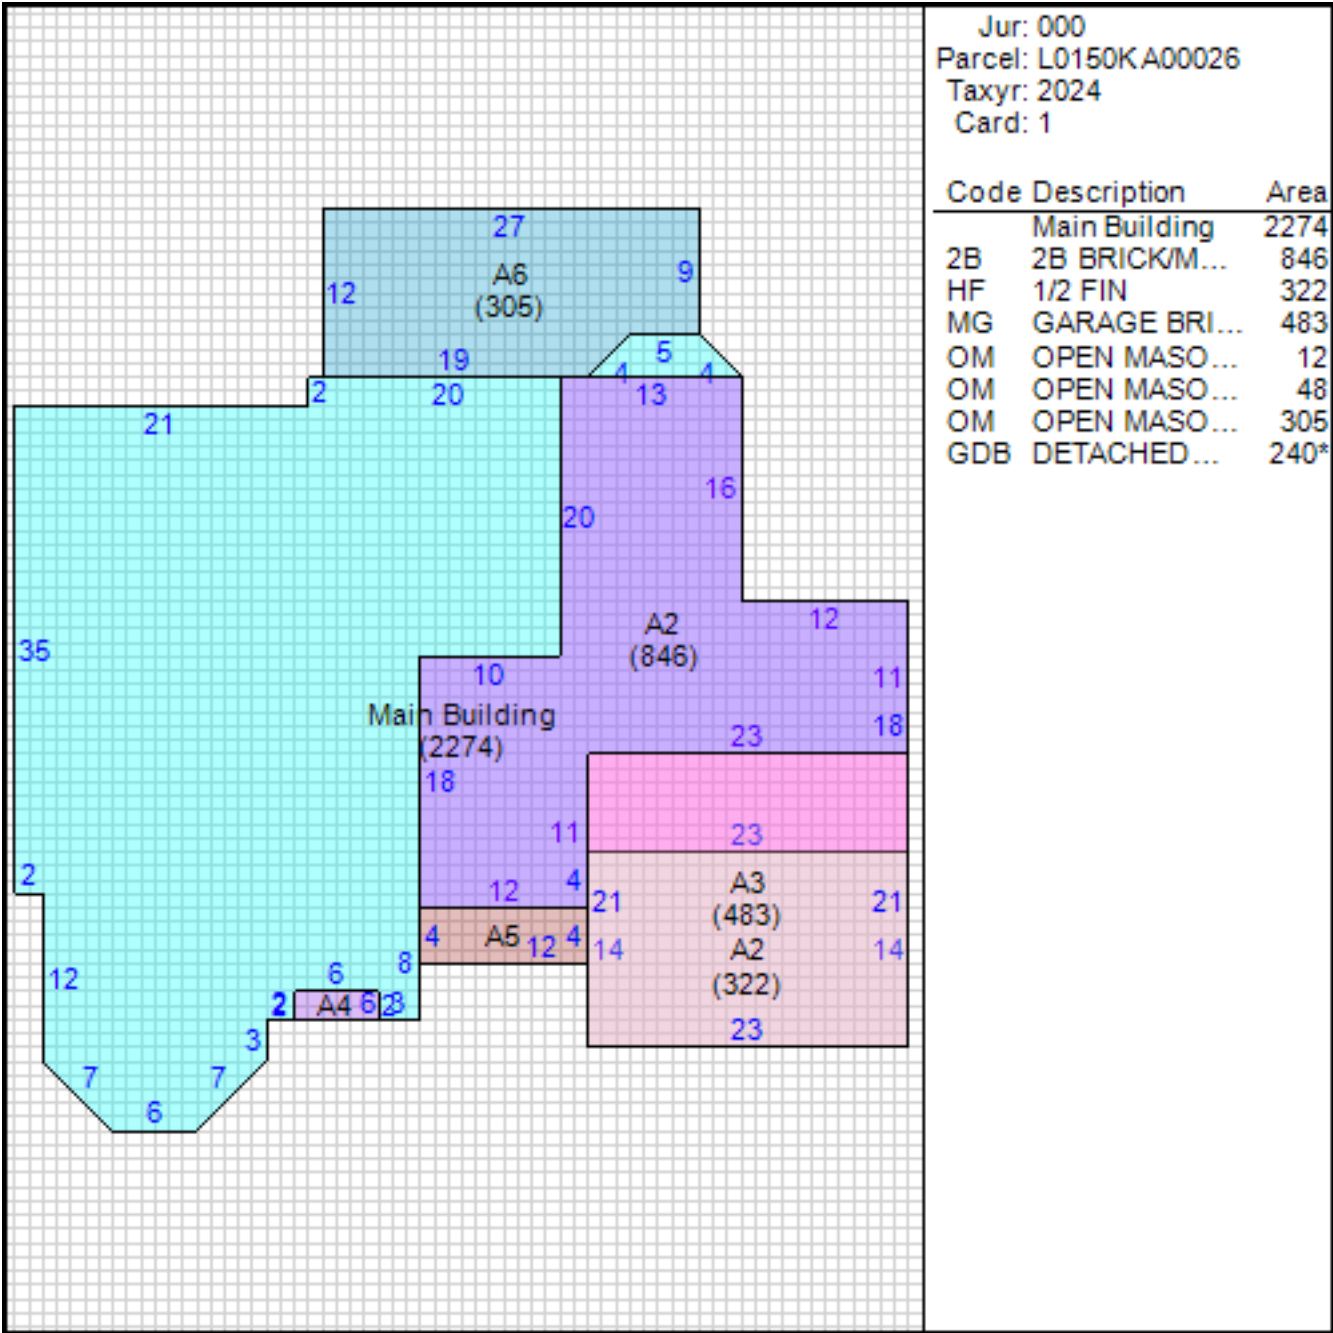 Jur: 000
Parcel: L0150KA00026
Taxyr: 2024
Card: 1
Code Description Area
Main Building 2274
2B 2B BRICK/M... 846
HF 1/2 FIN 322
MG GARAGE BRI... 483
OM OPEN MASO... 12
OM OPEN MASO... 48
OM OPEN MASO... 305
GDB DETACHED... 240*
27
A6
(305)
12
9
19
5
4
4
2
20
13
21
16
20
35
A2
(846)
12
11
10
18
23
Main Building
(2274)
18
11
23
2
12
4
A3
(483)
21
21
4
A5
12
4
A2
(322)
14
14
8
12
6
2
A4
6
2
3
23
3
7
7
6